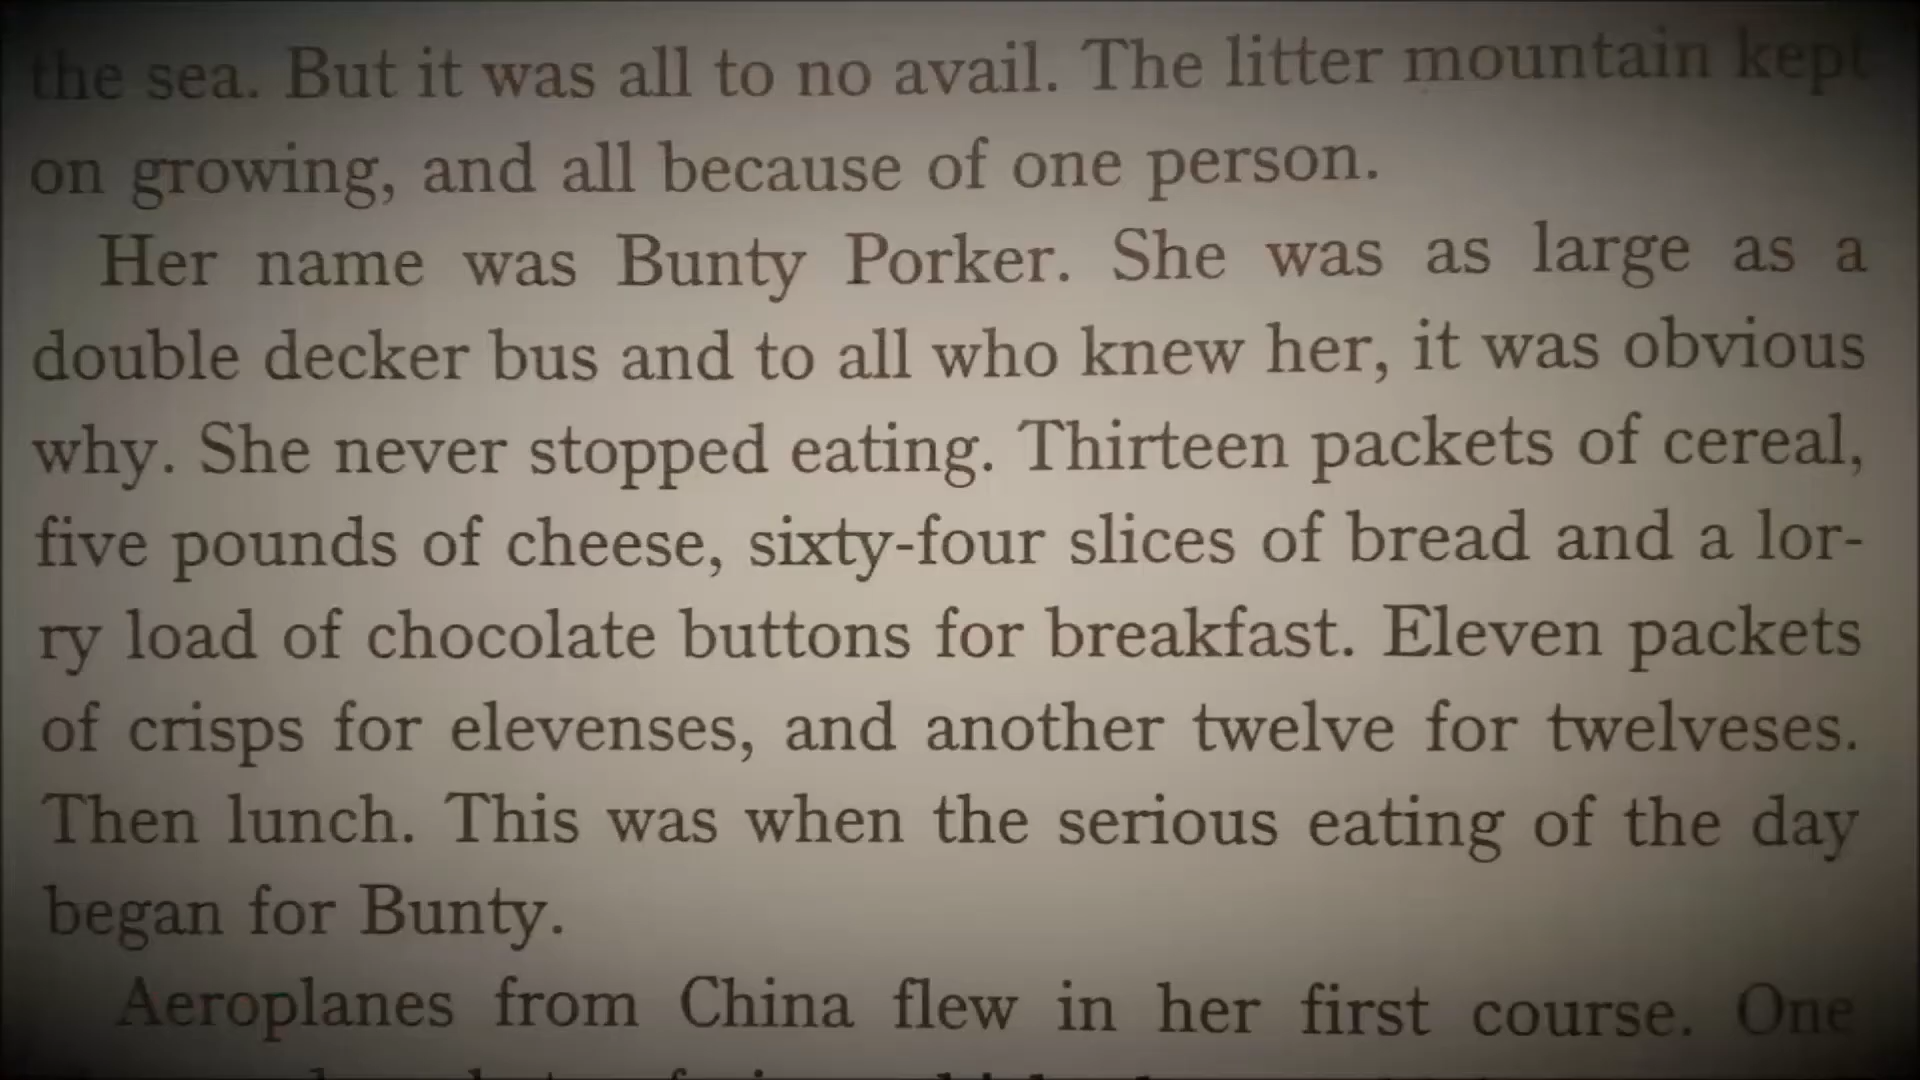 the sea. But it was all to no avail. The litter mountain kept
on growing, and all because of one person.
Her name was Bunty Porker. She was as large as a
double decker bus and to all who knew her, it was obvious
why. She never stopped eating. Thirteen packets of cereal,
five pounds of cheese, sixty-four slices of bread and a lor-
ry load of chocolate buttons for breakfast. Eleven packets
of crisps for elevenses, and another twelve for twelveses.
Then lunch. This was when the serious eating of the day
began for Bunty.
Aeroplanes from China flew in her first course. One